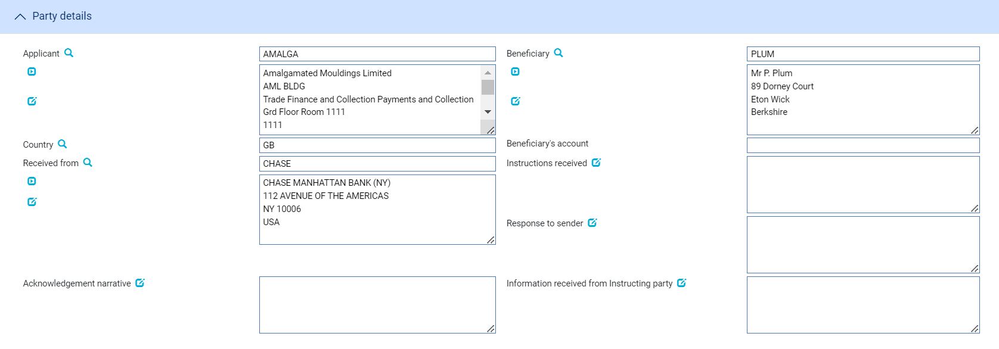 Party details
Applicant
AMALGA
Amalgamated Mouldings Limited
AML BLDG
Trade Finance and Collection Payments and Collection
Grd Floor Room 1111
1111
Country
GB
Received from
CHASE
CHASE MANHATTAN BANK (NY)
112 AVENUE OF THE AMERICAS
NY 10006
USA
Acknowledgement narrative
Beneficiary
PLUM
Mr P. Plum
89 Dorney Court
Eton Wick
Berkshire
Beneficiary's account
Instructions received
Response to sender
Information received from Instructing party